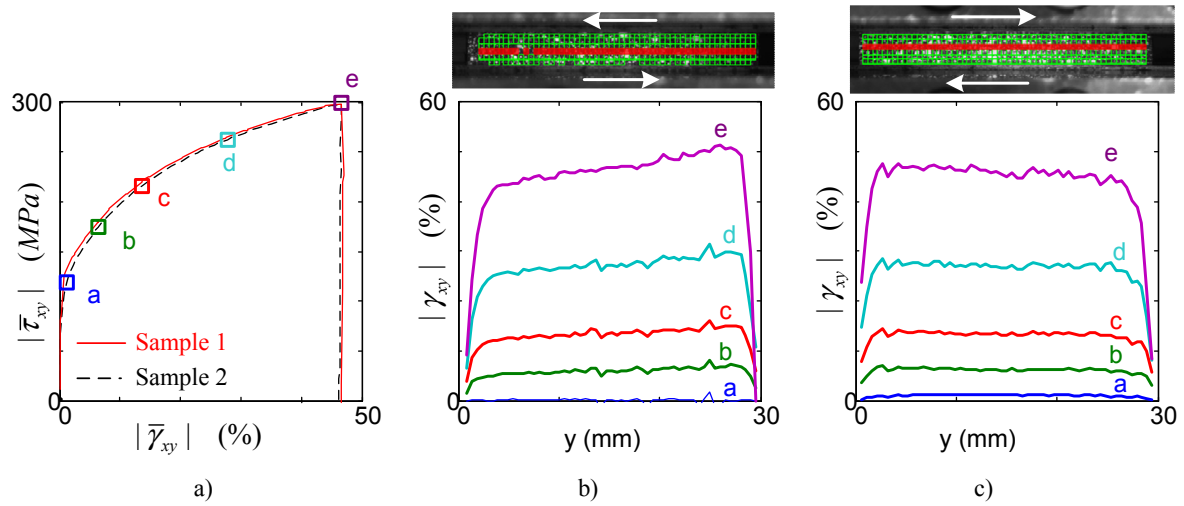 300
e
d
c
b
a
| τ̄xy | (MPa)
Sample 1
Sample 2
0
0
50
| γ̄xy | (%)
a)
60
e
d
c
b
a
| γxy | (%)
0
0
30
y (mm)
b)
60
e
d
c
b
a
| γxy | (%)
0
0
30
y (mm)
c)